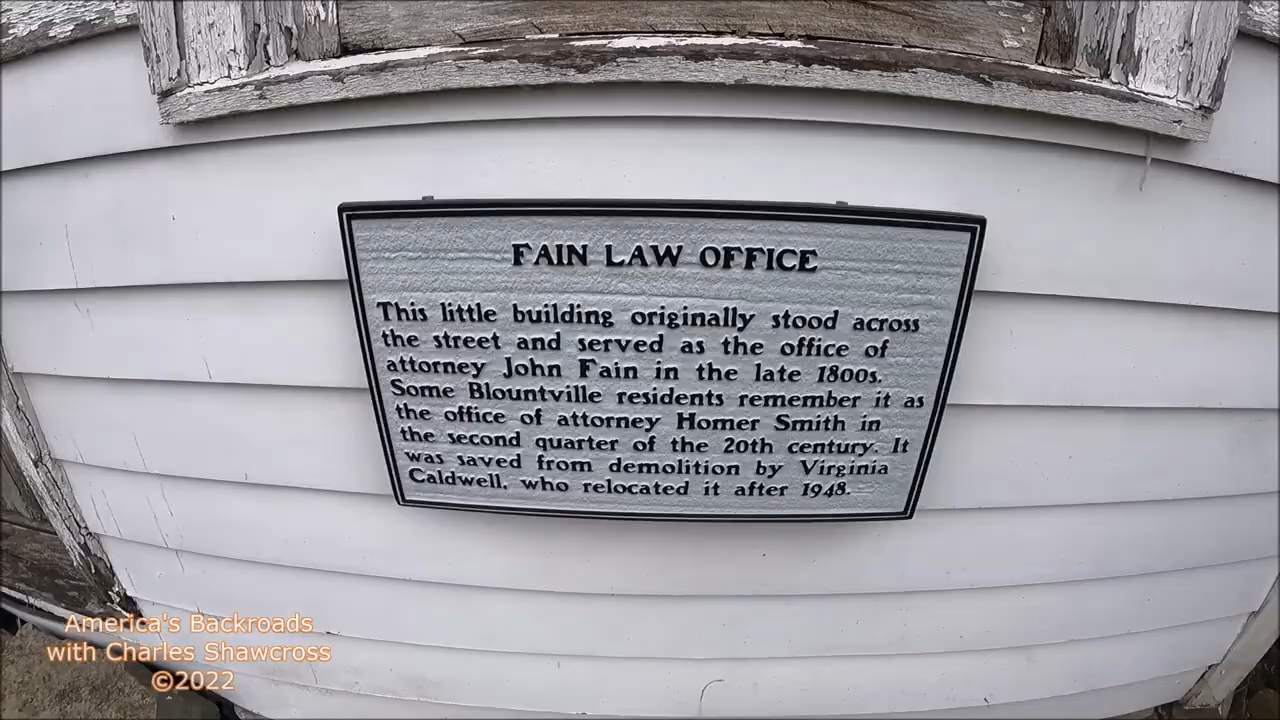 FAIN LAW OFFICE
This little building originally stood across
the street and served as the office of
attorney John Fain in the late 1800s.
Some Blountville residents remember it as
the office of attorney Homer Smith in
the second quarter of the 20th century. It
was saved from demolition by Virginia
Caldwell, who relocated it after 1948.
America's Backroads
with Charles Shawcross
©2022